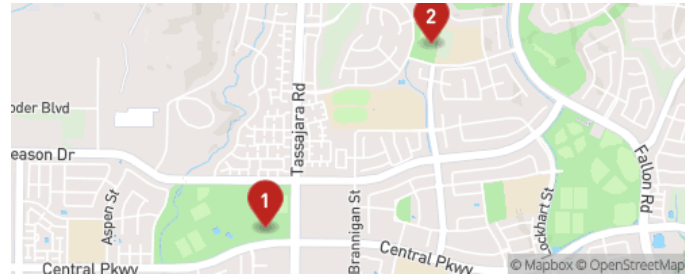 2
oder Blvd
Tassajara Rd
eason Dr
Fallon Rd
1
Aspen St
Brannigan St
ockhart St
Central Pkwy
Central Pkwy
© Mapbox © OpenStreetMap